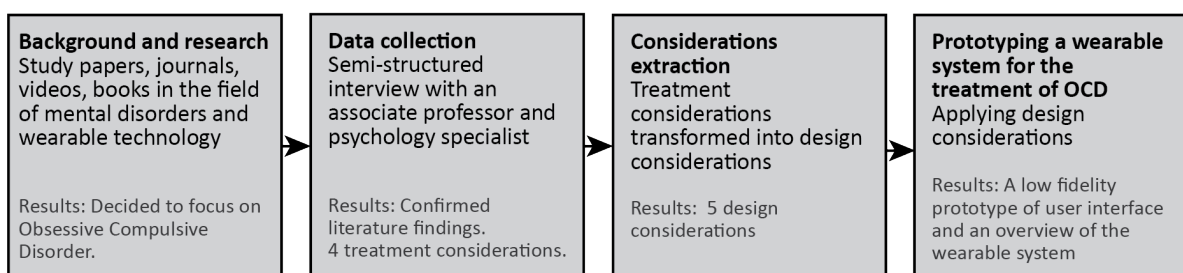 Background and research
Study papers, journals,
videos, books in the field
of mental disorders and
wearable technology
Results: Decided to focus on
Obsessive Compulsive
Disorder.
Data collection
Semi-structured
interview with an
associate professor and
psychology specialist
Results: Confirmed
literature findings.
4 treatment considerations.
Considerations
extraction
Treatment
considerations
transformed into design
considerations
Results:  5 design
considerations
Prototyping a wearable
system for the
treatment of OCD
Applying design
considerations
Results: A low fidelity
prototype of user interface
and an overview of the
wearable system